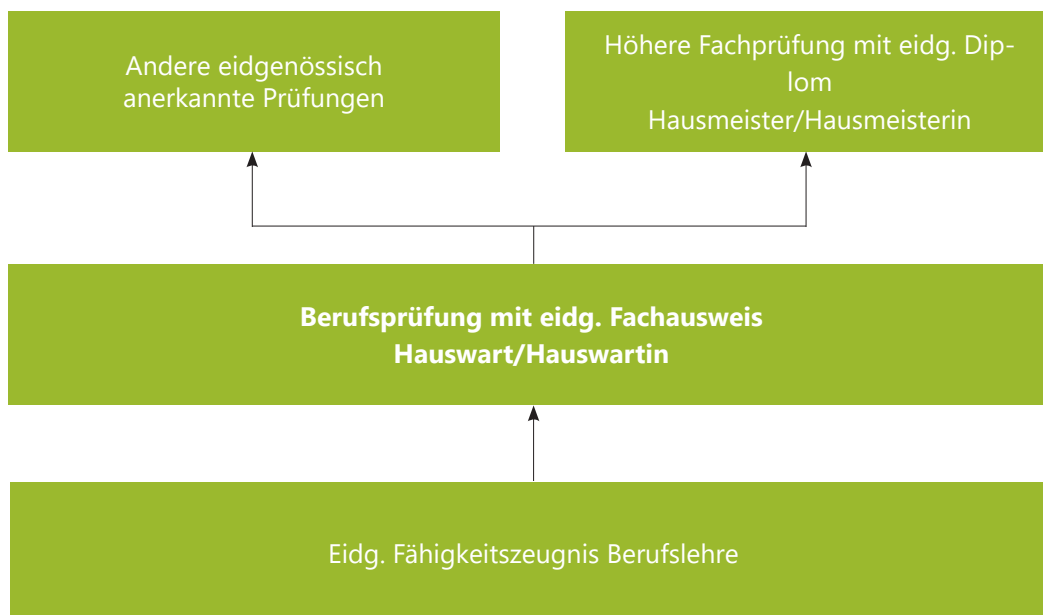 Andere eidgenössisch
anerkannte Prüfungen
Höhere Fachprüfung mit eidg. Dip-
lom
Hausmeister/Hausmeisterin
Berufsprüfung mit eidg. Fachausweis
Hauswart/Hauswartin
Eidg. Fähigkeitszeugnis Berufslehre